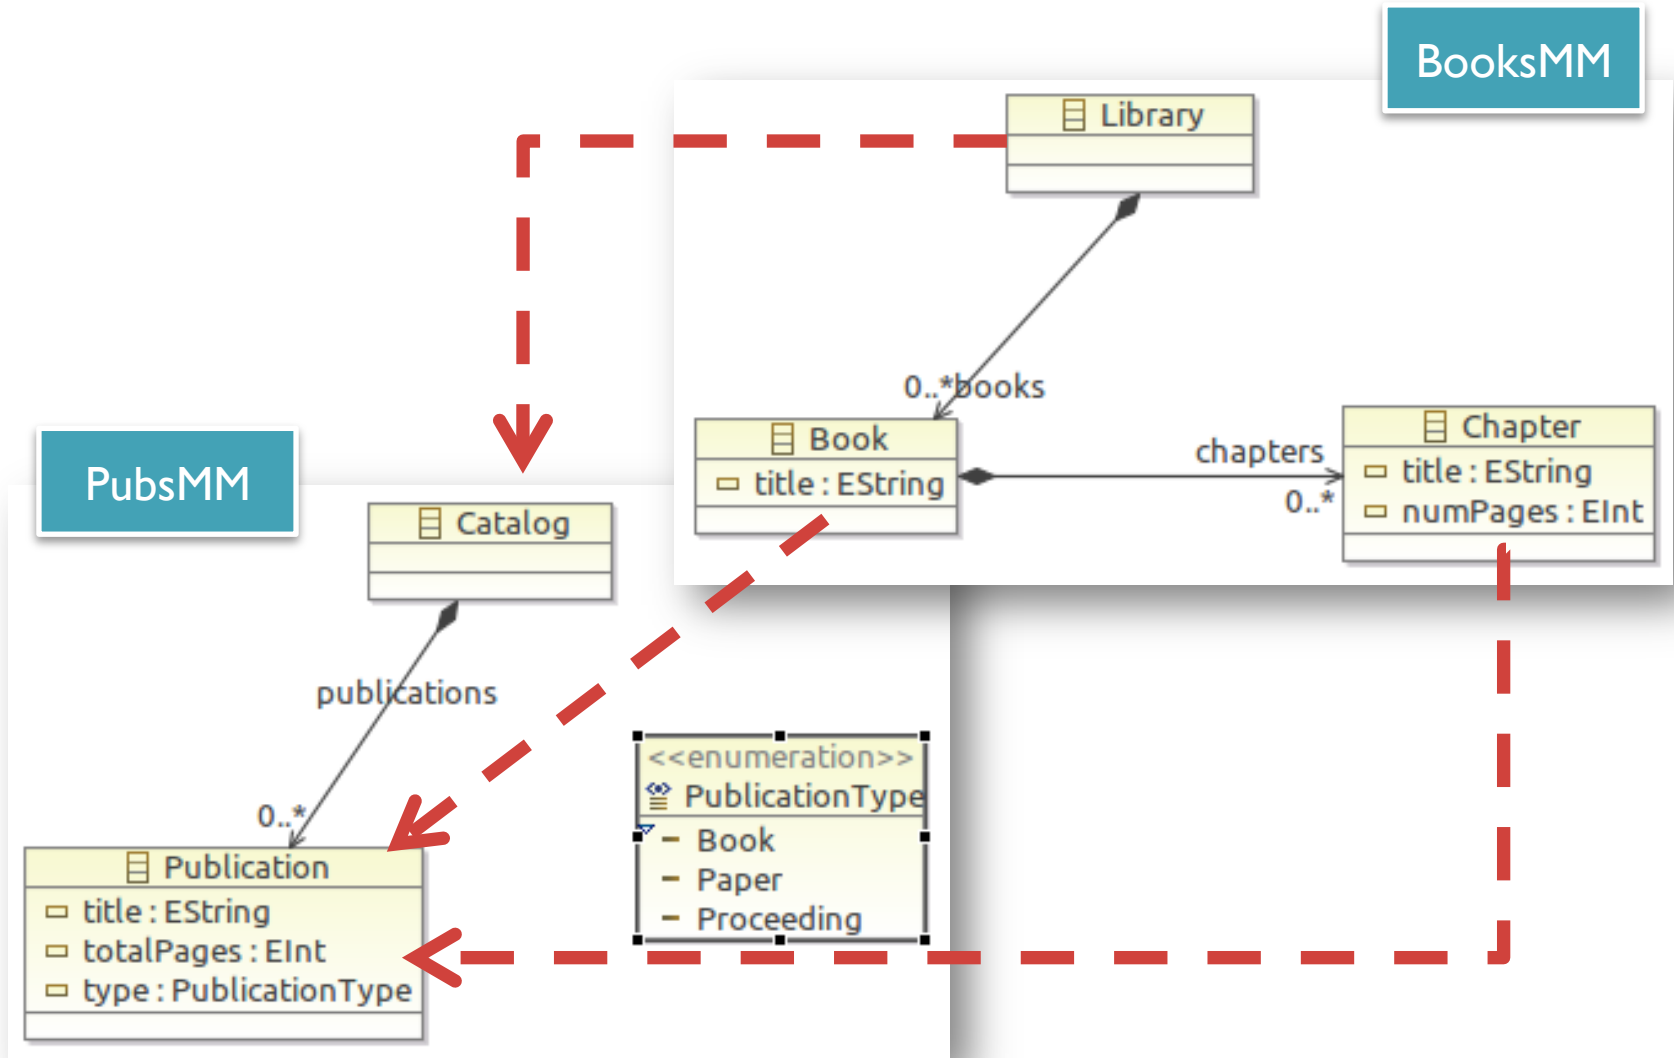 BooksMM
Library
0..*books
Book
title : EString
chapters
0..*
Chapter
title : EString
numPages : EInt
PubsMM
Catalog
publications
0..*
Publication
title : EString
totalPages : EInt
type : PublicationType
<<enumeration>>
PublicationType
Book
Paper
Proceeding